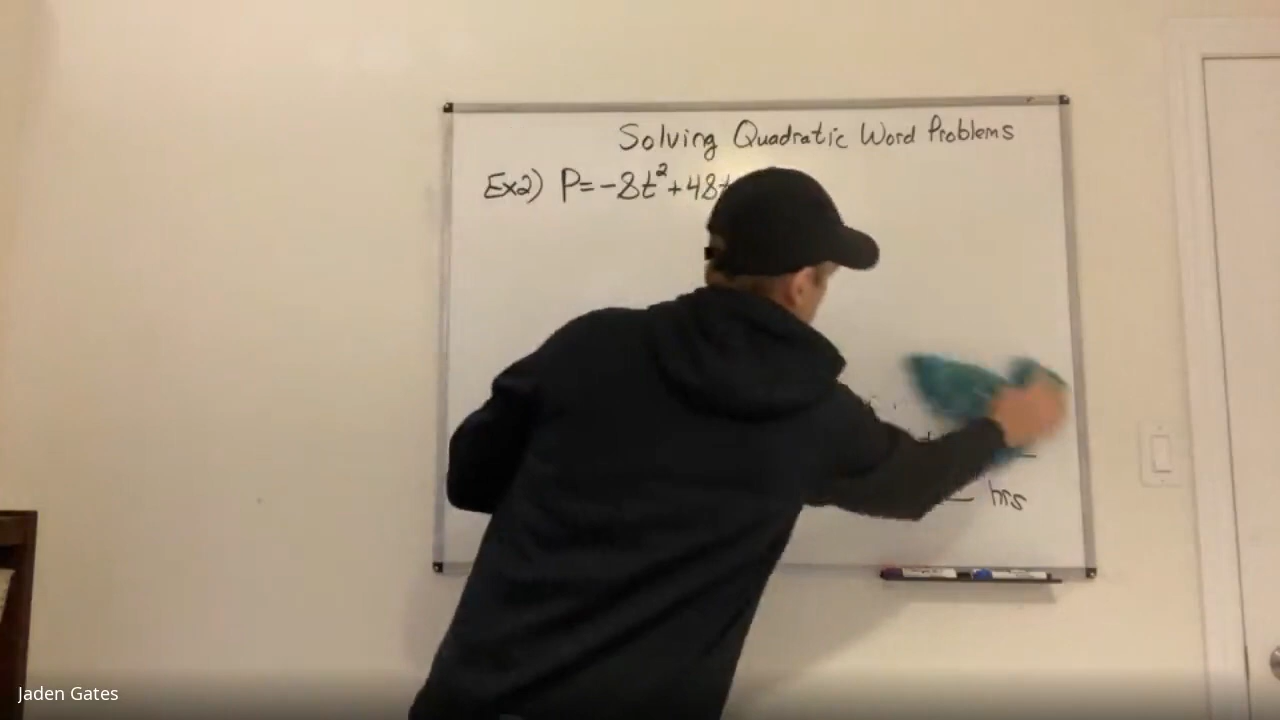 Solving Quadratic Word Problems
Ex2) P=-8t²+48t
hrs
Jaden Gates